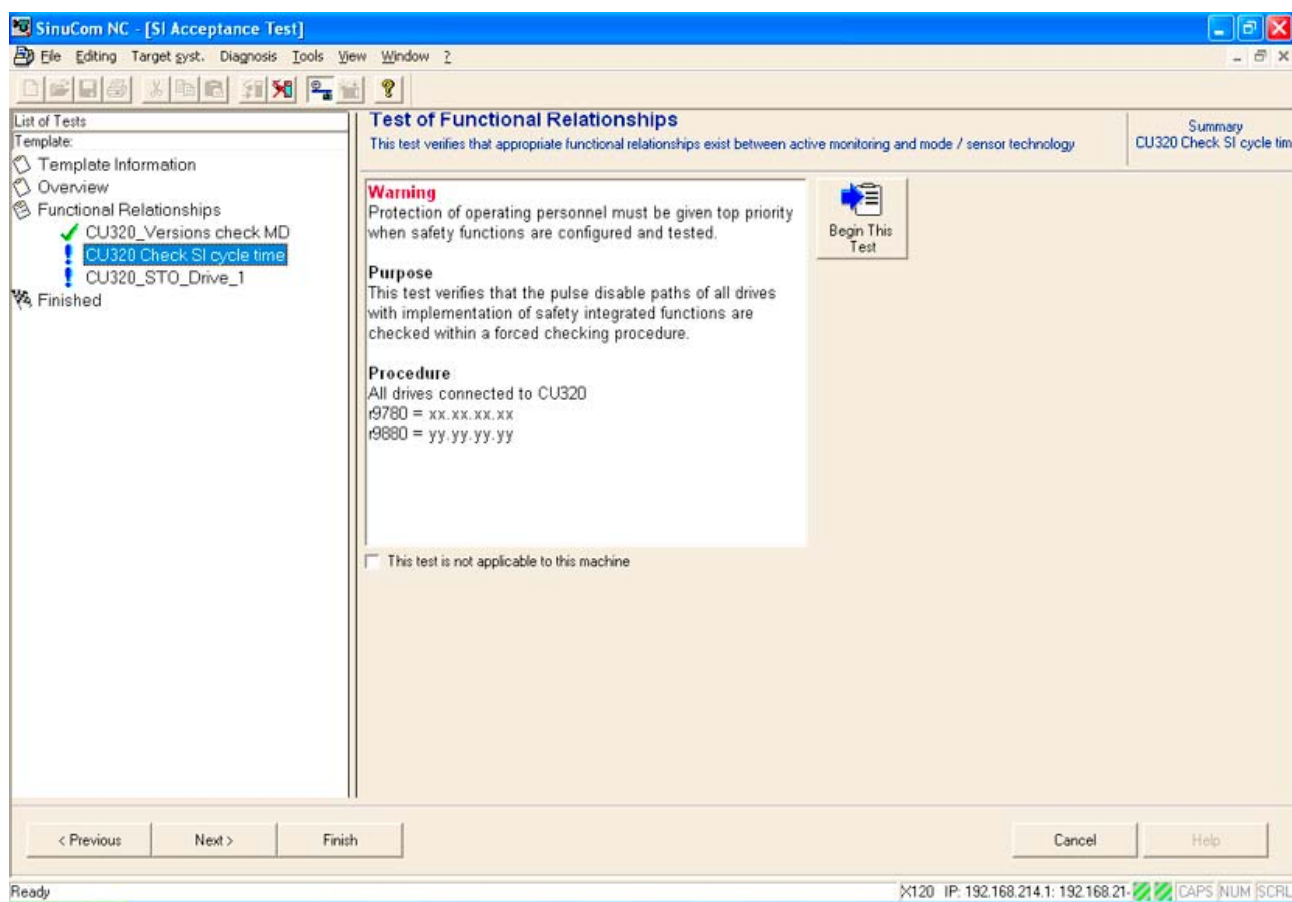 SinuCom NC - [SI Acceptance Test]
File Editing Target syst. Diagnosis Tools View Window ?
List of Tests
Template:
Template Information
Overview
Functional Relationships
CU320_Versions check MD
CU320 Check SI cycle time
CU320_STO_Drive_1
Finished
Test of Functional Relationships
This test verifies that appropriate functional relationships exist between active monitoring and mode / sensor technology
Summary
CU320 Check SI cycle tim
Warning
Protection of operating personnel must be given top priority
when safety functions are configured and tested.
Purpose
This test verifies that the pulse disable paths of all drives
with implementation of safety integrated functions are
checked within a forced checking procedure.
Procedure
All drives connected to CU320
r9780 = xx.xx.xx.xx
r9880 = yy.yy.yy.yy
Begin This
Test
This test is not applicable to this machine
< Previous
Next >
Finish
Cancel
Help
Ready
X120 IP: 192.168.214.1: 192.168.21-
CAPS NUM SCRL